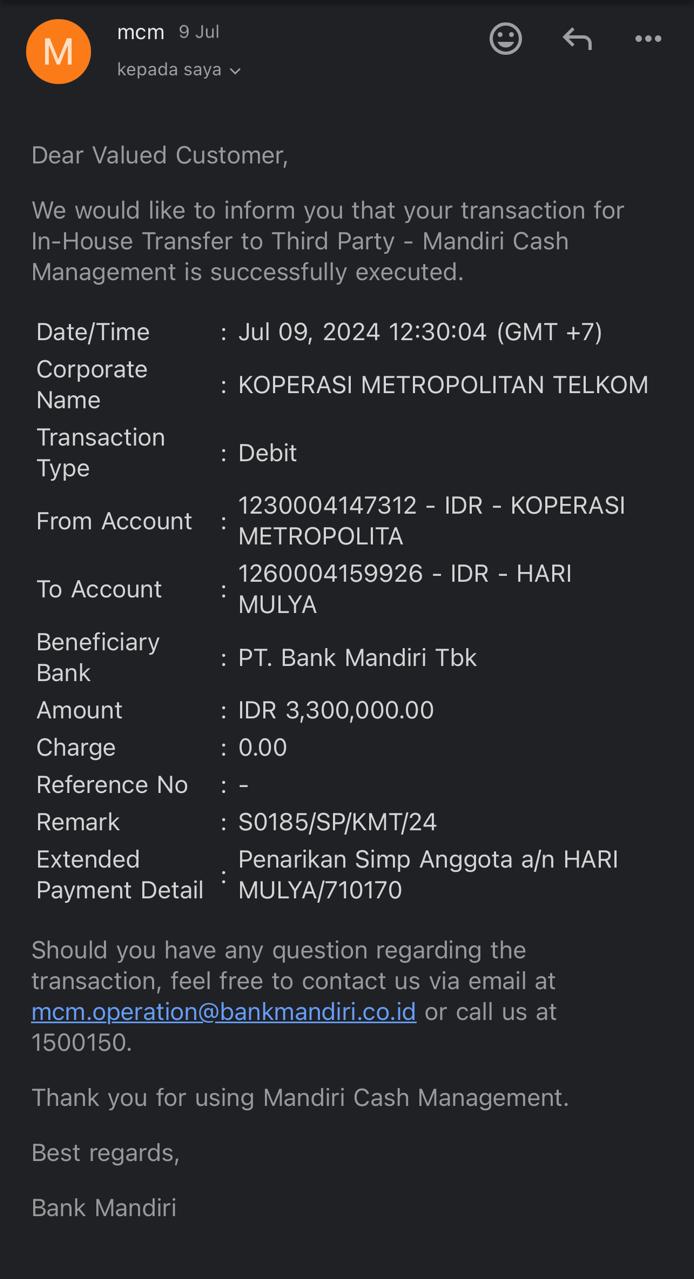 M
mcm 9 Jul
kepada saya
Dear Valued Customer,
We would like to inform you that your transaction for
In-House Transfer to Third Party - Mandiri Cash
Management is successfully executed.
Date/Time : Jul 09, 2024 12:30:04 (GMT +7)
Corporate
Name : KOPERASI METROPOLITAN TELKOM
Transaction
Type : Debit
From Account : 1230004147312 - IDR - KOPERASI
METROPOLITA
To Account : 1260004159926 - IDR - HARI
MULYA
Beneficiary
Bank : PT. Bank Mandiri Tbk
Amount : IDR 3,300,000.00
Charge : 0.00
Reference No : -
Remark : S0185/SP/KMT/24
Extended
Payment Detail : Penarikan Simp Anggota a/n HARI
MULYA/710170
Should you have any question regarding the
transaction, feel free to contact us via email at
mcm.operation@bankmandiri.co.id or call us at
1500150.
Thank you for using Mandiri Cash Management.
Best regards,
Bank Mandiri